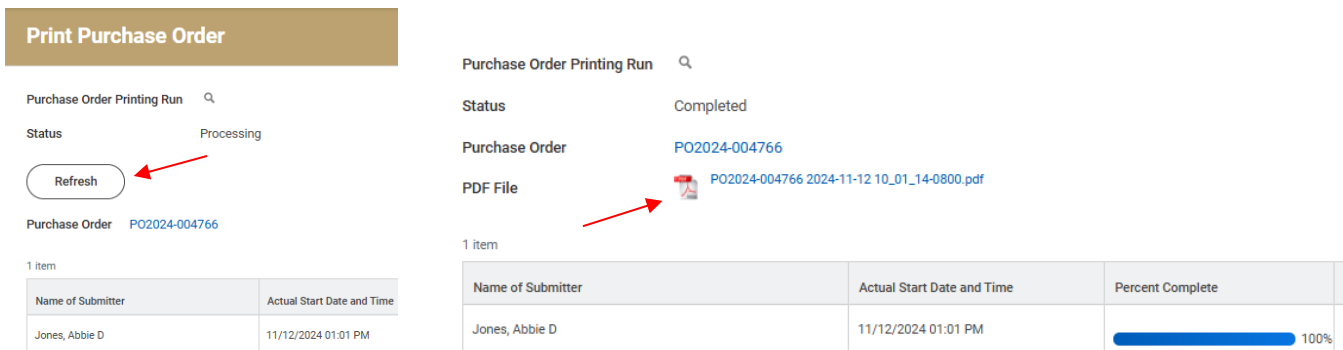 Print Purchase Order
Purchase Order Printing Run
Status Processing
Refresh
Purchase Order PO2024-004766
1 item
Name of Submitter Actual Start Date and Time
Jones, Abbie D 11/12/2024 01:01 PM
Purchase Order Printing Run
Status Completed
Purchase Order PO2024-004766
PDF File PO2024-004766 2024-11-12 10_01_14-0800.pdf
1 item
Name of Submitter Actual Start Date and Time Percent Complete
Jones, Abbie D 11/12/2024 01:01 PM 100%